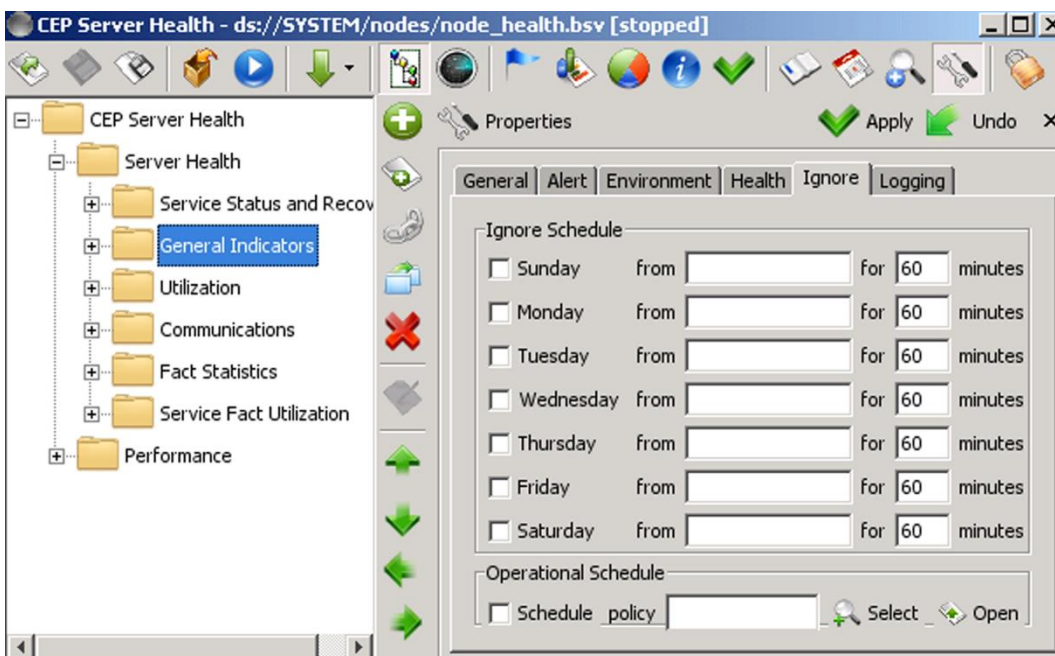 CEP Server Health - ds://SYSTEM/nodes/node_health.bsv [stopped]
CEP Server Health
Server Health
Service Status and Recov
General Indicators
Utilization
Communications
Fact Statistics
Service Fact Utilization
Performance
Properties Apply Undo
General Alert Environment Health Ignore Logging
Ignore Schedule
Sunday from for 60 minutes
Monday from for 60 minutes
Tuesday from for 60 minutes
Wednesday from for 60 minutes
Thursday from for 60 minutes
Friday from for 60 minutes
Saturday from for 60 minutes
Operational Schedule
Schedule policy Select Open